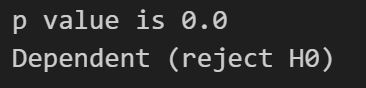 p value is 0.0
Dependent (reject H0)